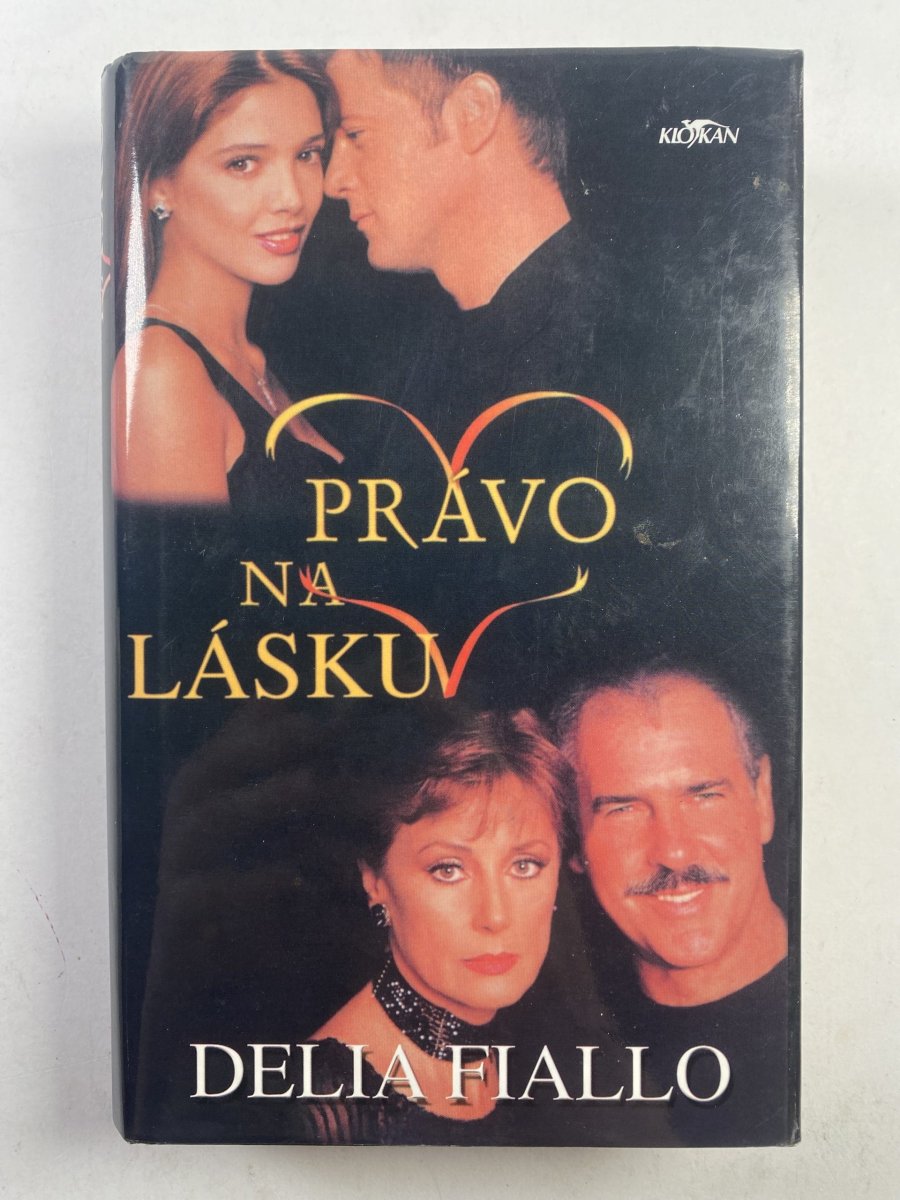 KLOKAN
PRÁVO
NA
LÁSKU
DELIA FIALLO